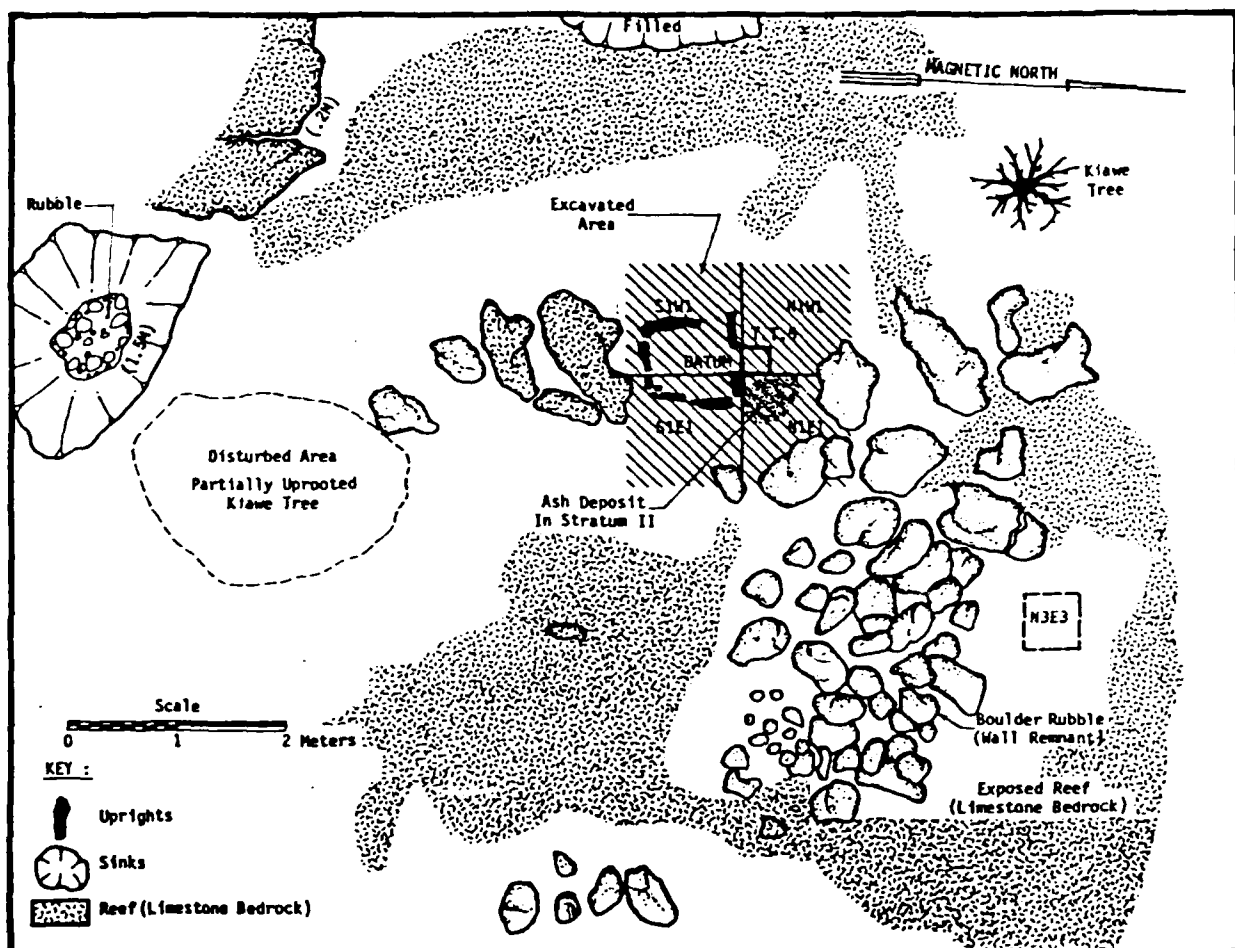 Filled
MAGNETIC NORTH
(.2M)
Kiawe
Tree
Rubble
Excavated
Area
S1W1
N1W1
DATUM
(1.5M)
S1E1
N1E1
Disturbed Area
Partially Uprooted
Kiawe Tree
Ash Deposit
In Stratum II
N3E3
Scale
0 1 2 Meters
Boulder Rubble
(Wall Remnant)
KEY :
Exposed Reef
(Limestone Bedrock)
Uprights
Sinks
Reef(Limestone Bedrock)